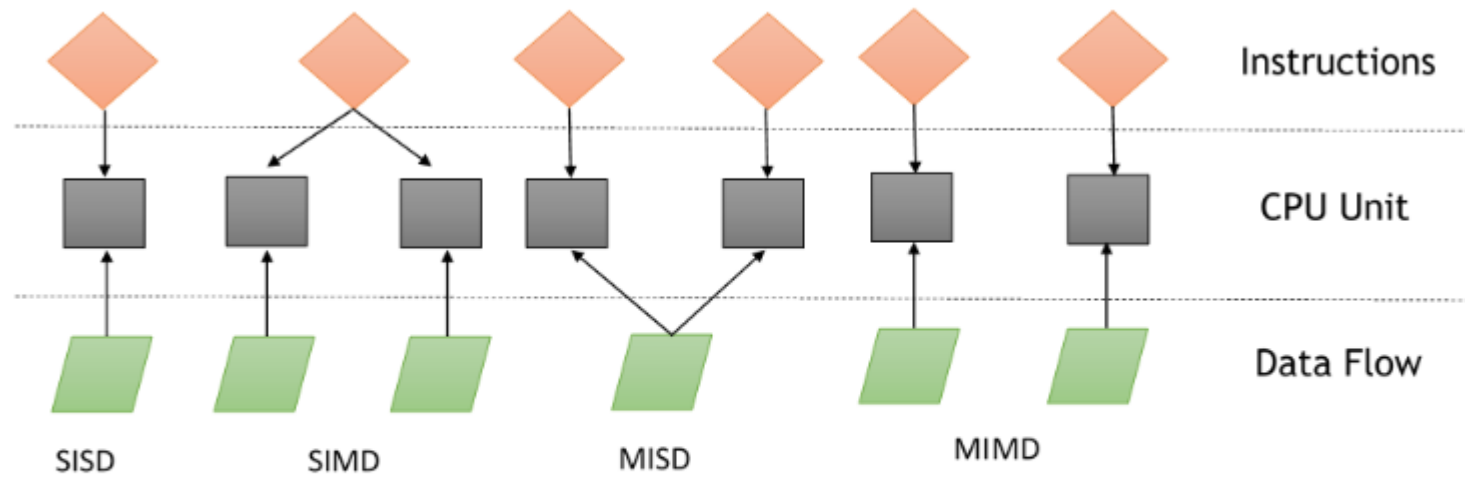 Instructions
CPU Unit
Data Flow
SISD
SIMD
MISD
MIMD